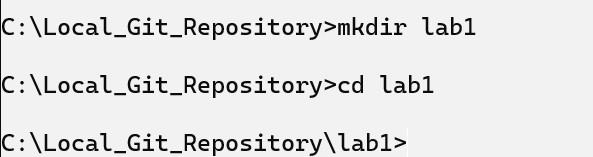 C:\Local_Git_Repository>mkdir lab1
C:\Local_Git_Repository>cd lab1
C:\Local_Git_Repository\lab1>